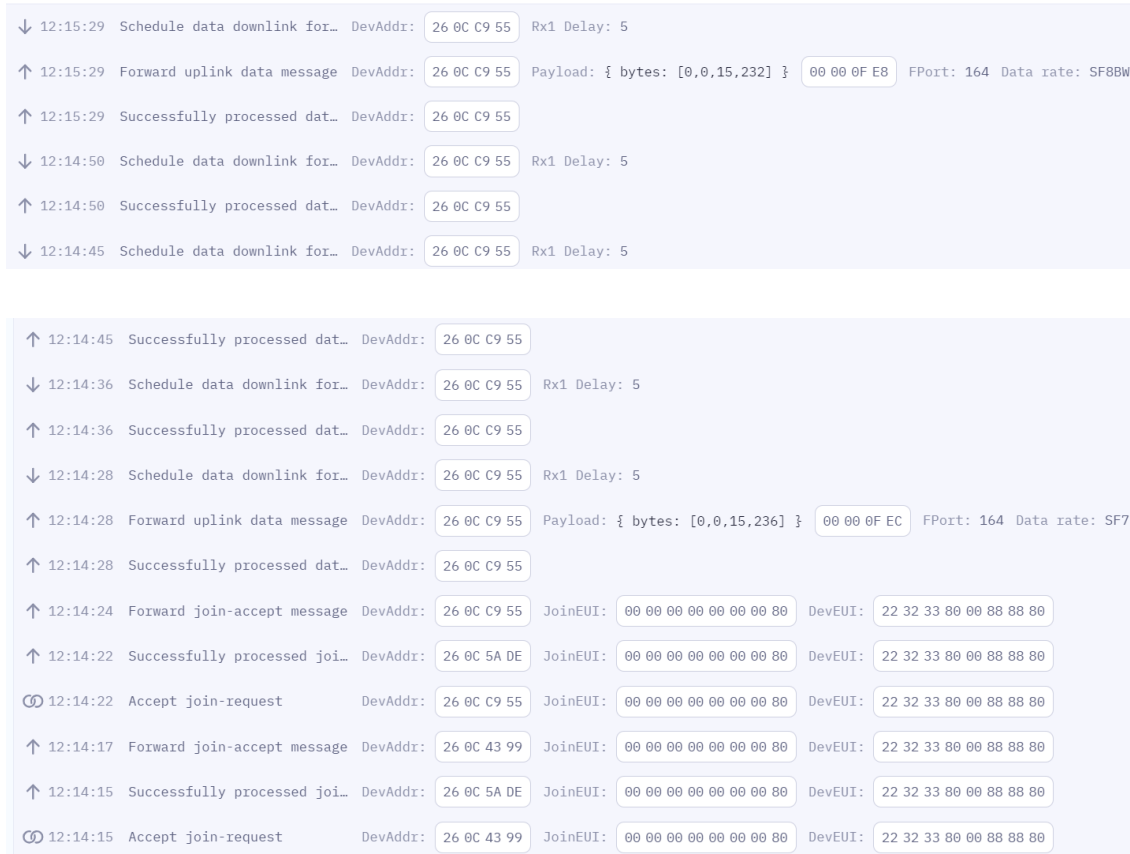 ↓ 12:15:29 Schedule data downlink for… DevAddr: 26 0C C9 55 Rx1 Delay: 5
↑ 12:15:29 Forward uplink data message DevAddr: 26 0C C9 55 Payload: { bytes: [0,0,15,232] } 00 00 0F E8 FPort: 164 Data rate: SF8BW
↑ 12:15:29 Successfully processed dat… DevAddr: 26 0C C9 55
↓ 12:14:50 Schedule data downlink for… DevAddr: 26 0C C9 55 Rx1 Delay: 5
↑ 12:14:50 Successfully processed dat… DevAddr: 26 0C C9 55
↓ 12:14:45 Schedule data downlink for… DevAddr: 26 0C C9 55 Rx1 Delay: 5
↑ 12:14:45 Successfully processed dat… DevAddr: 26 0C C9 55
↓ 12:14:36 Schedule data downlink for… DevAddr: 26 0C C9 55 Rx1 Delay: 5
↑ 12:14:36 Successfully processed dat… DevAddr: 26 0C C9 55
↓ 12:14:28 Schedule data downlink for… DevAddr: 26 0C C9 55 Rx1 Delay: 5
↑ 12:14:28 Forward uplink data message DevAddr: 26 0C C9 55 Payload: { bytes: [0,0,15,236] } 00 00 0F EC FPort: 164 Data rate: SF7
↑ 12:14:28 Successfully processed dat… DevAddr: 26 0C C9 55
↑ 12:14:24 Forward join-accept message DevAddr: 26 0C C9 55 JoinEUI: 00 00 00 00 00 00 00 80 DevEUI: 22 32 33 80 00 88 88 80
↑ 12:14:22 Successfully processed joi… DevAddr: 26 0C 5A DE JoinEUI: 00 00 00 00 00 00 00 80 DevEUI: 22 32 33 80 00 88 88 80
12:14:22 Accept join-request DevAddr: 26 0C C9 55 JoinEUI: 00 00 00 00 00 00 00 80 DevEUI: 22 32 33 80 00 88 88 80
↑ 12:14:17 Forward join-accept message DevAddr: 26 0C 43 99 JoinEUI: 00 00 00 00 00 00 00 80 DevEUI: 22 32 33 80 00 88 88 80
↑ 12:14:15 Successfully processed joi… DevAddr: 26 0C 5A DE JoinEUI: 00 00 00 00 00 00 00 80 DevEUI: 22 32 33 80 00 88 88 80
12:14:15 Accept join-request DevAddr: 26 0C 43 99 JoinEUI: 00 00 00 00 00 00 00 80 DevEUI: 22 32 33 80 00 88 88 80